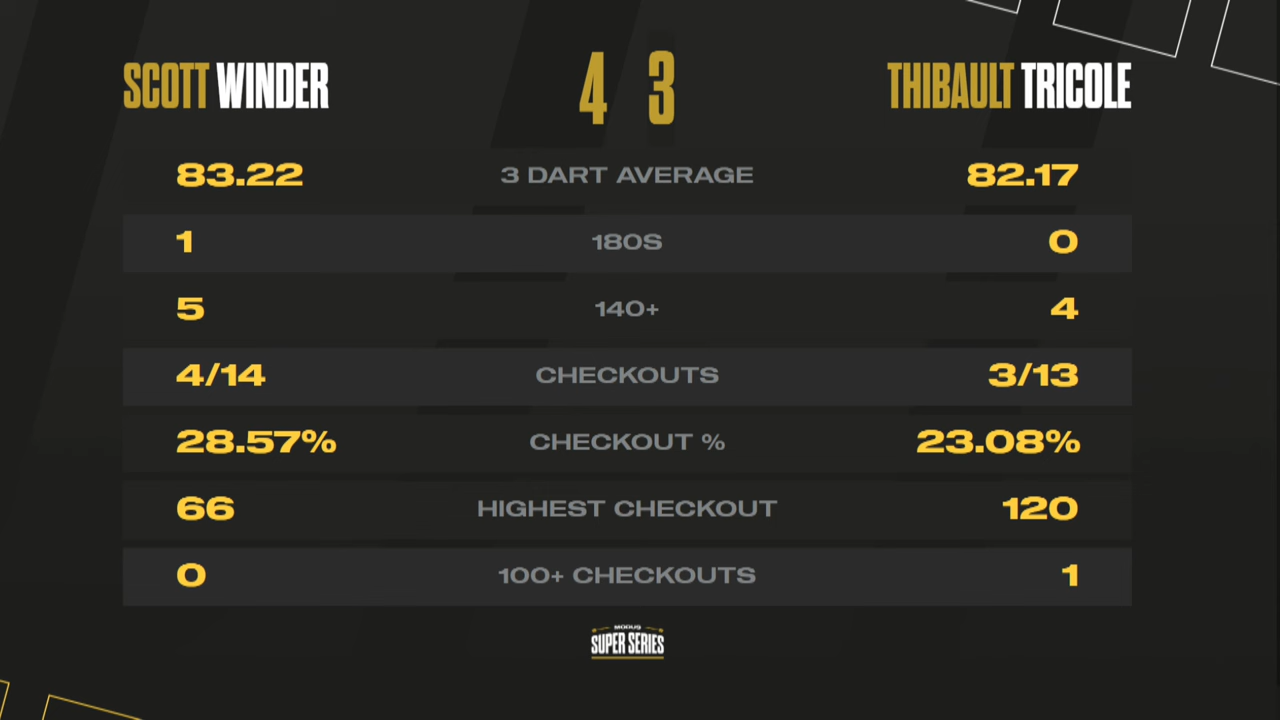 SCOTT WINDER 4 3 THIBAULT TRICOLE
83.22 3 DART AVERAGE 82.17
1 180S 0
5 140+ 4
4/14 CHECKOUTS 3/13
28.57% CHECKOUT % 23.08%
66 HIGHEST CHECKOUT 120
0 100+ CHECKOUTS 1
MODUS
SUPER SERIES